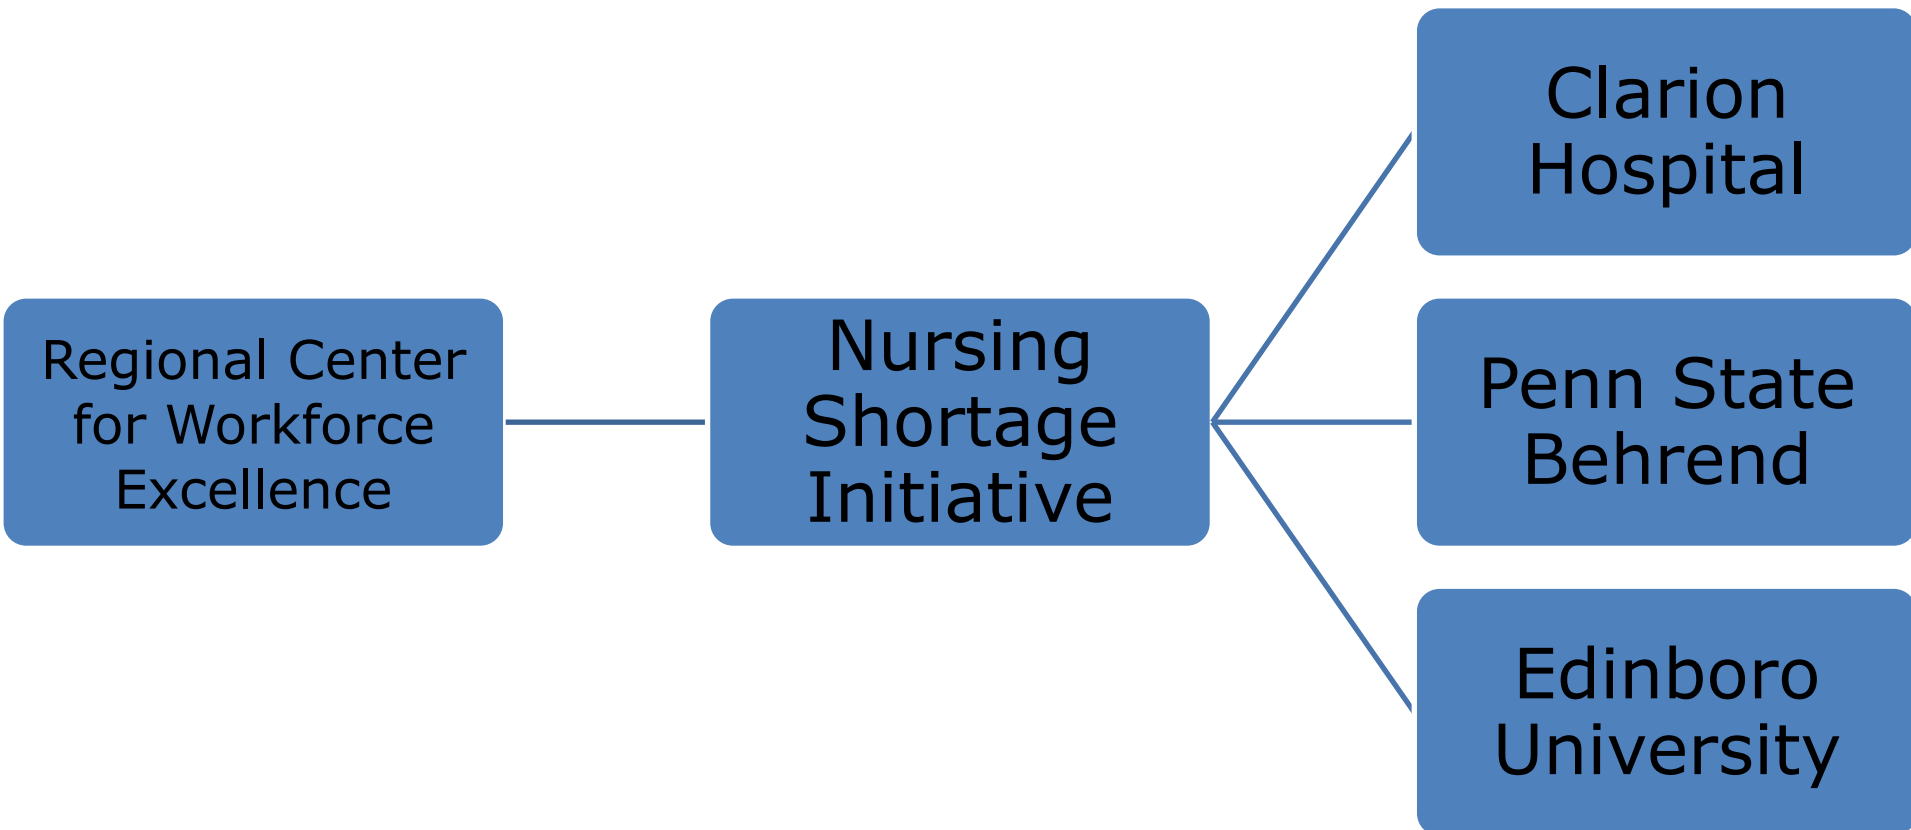 Regional Center
for Workforce
Excellence
Nursing
Shortage
Initiative
Clarion
Hospital
Penn State
Behrend
Edinboro
University